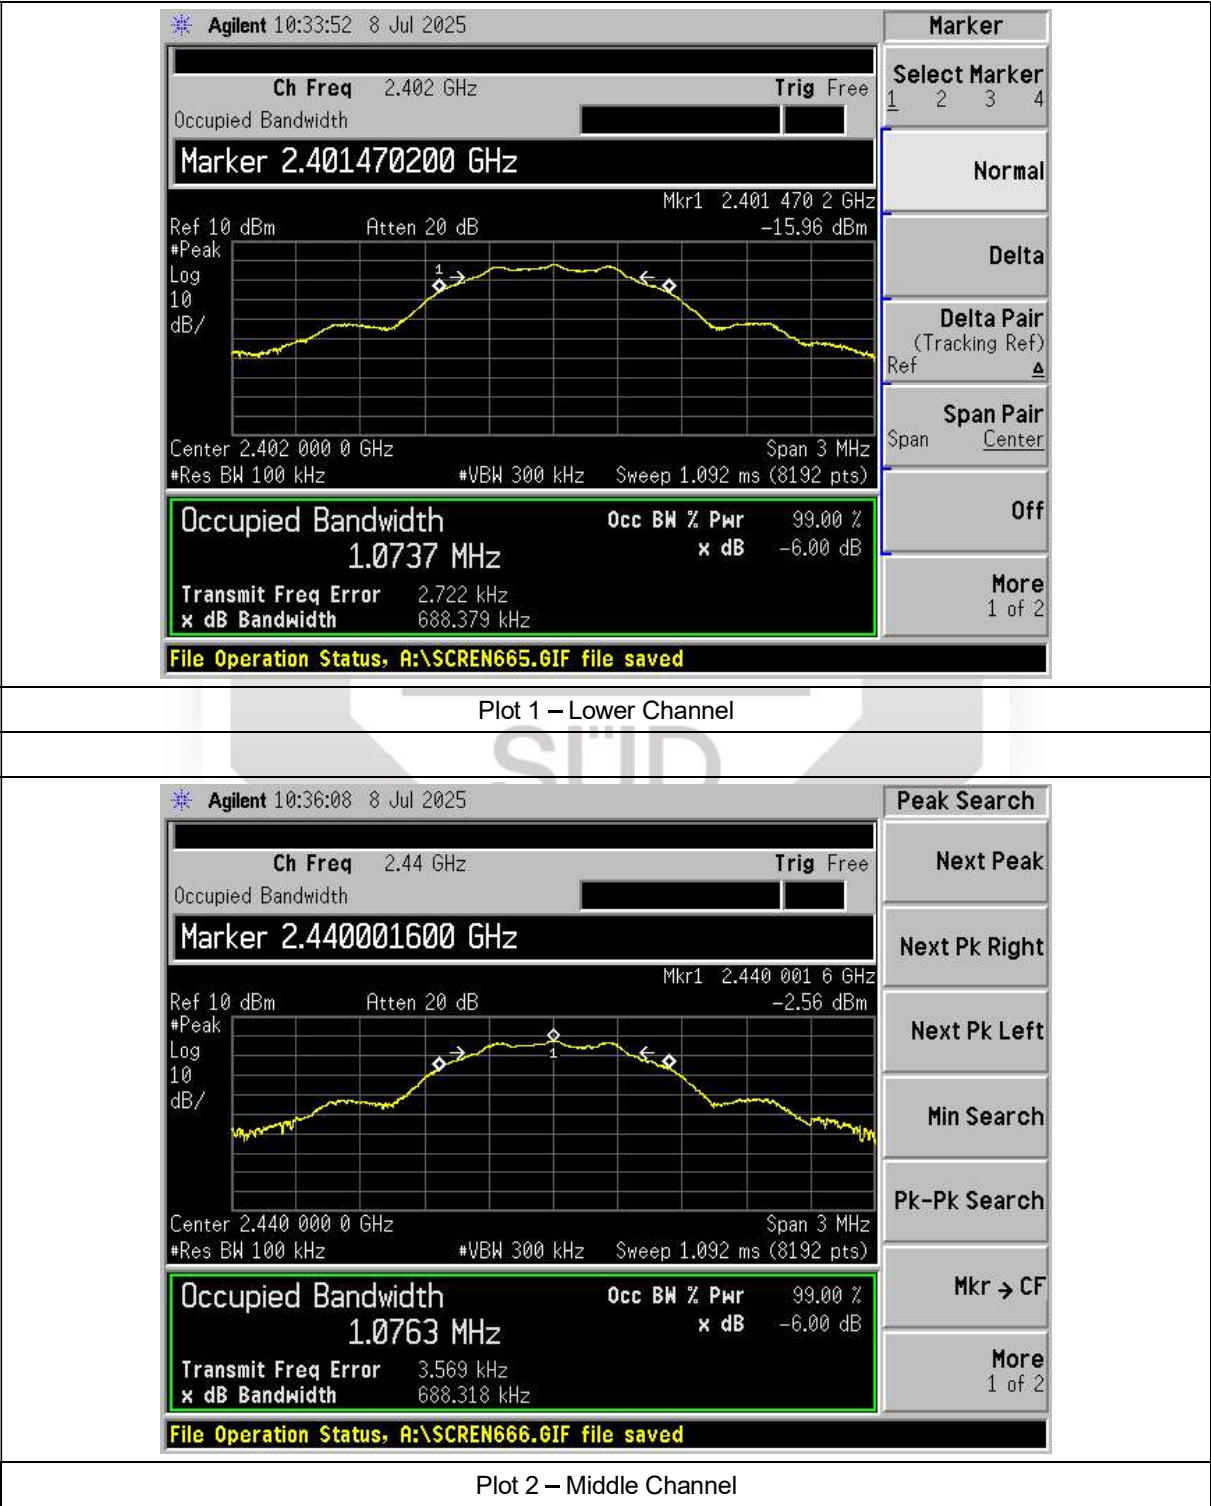 Agilent 10:33:52 8 Jul 2025
Marker
Ch Freq 2.402 GHz Trig Free
Occupied Bandwidth
Marker 2.401470200 GHz
Mkr1 2.401 470 2 GHz
Ref 10 dBm Atten 20 dB -15.96 dBm
#Peak
Log
10
dB/
1
Center 2.402 000 0 GHz Span 3 MHz
#Res BW 100 kHz #VBW 300 kHz Sweep 1.092 ms (8192 pts)
Occupied Bandwidth Occ BW % Pwr 99.00 %
1.0737 MHz x dB -6.00 dB
Transmit Freq Error 2.722 kHz
x dB Bandwidth 688.379 kHz
File Operation Status, A:\SCREN665.GIF file saved
Select Marker
1 2 3 4
Normal
Delta
Delta Pair
(Tracking Ref)
Ref Δ
Span Pair
Span Center
Off
More
1 of 2
Plot 1 – Lower Channel
SÜD
Agilent 10:36:08 8 Jul 2025
Peak Search
Ch Freq 2.44 GHz Trig Free
Occupied Bandwidth
Marker 2.440001600 GHz
Mkr1 2.440 001 6 GHz
Ref 10 dBm Atten 20 dB -2.56 dBm
#Peak
Log
10
dB/
1
Center 2.440 000 0 GHz Span 3 MHz
#Res BW 100 kHz #VBW 300 kHz Sweep 1.092 ms (8192 pts)
Occupied Bandwidth Occ BW % Pwr 99.00 %
1.0763 MHz x dB -6.00 dB
Transmit Freq Error 3.569 kHz
x dB Bandwidth 688.318 kHz
File Operation Status, A:\SCREN666.GIF file saved
Next Peak
Next Pk Right
Next Pk Left
Min Search
Pk-Pk Search
Mkr → CF
More
1 of 2
Plot 2 – Middle Channel